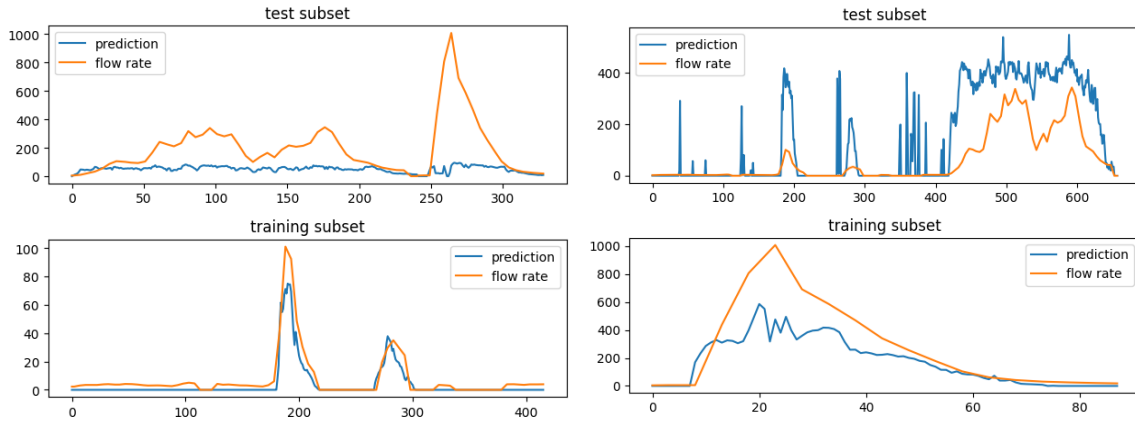 test subset
1000
800
600
400
200
0
prediction
flow rate
0 50 100 150 200 250 300
test subset
400
200
0
prediction
flow rate
0 100 200 300 400 500 600
training subset
100
80
60
40
20
0
prediction
flow rate
0 100 200 300 400
training subset
1000
800
600
400
200
0
prediction
flow rate
0 20 40 60 80